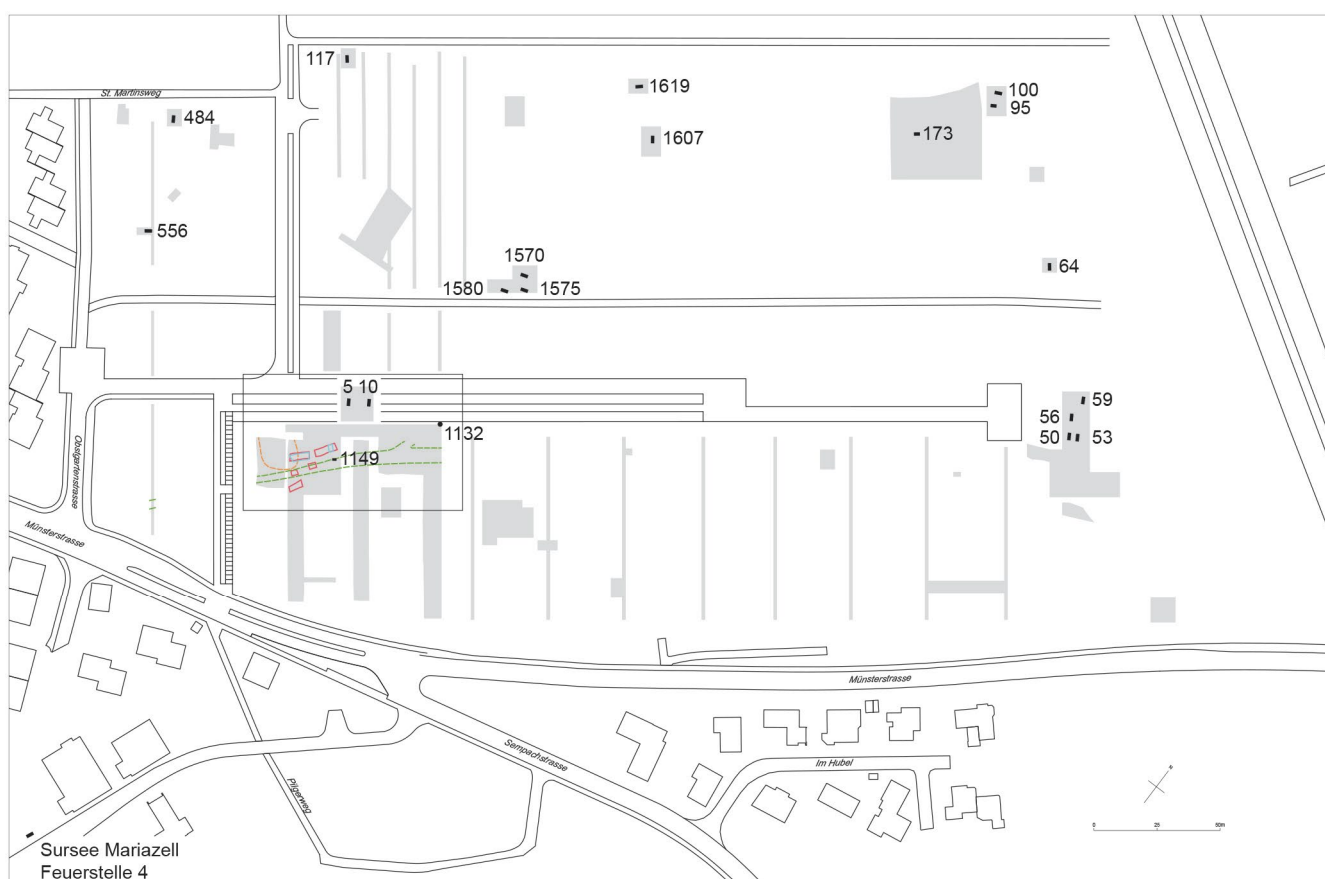 117
1619
100
95
St. Martinsweg
484
173
1607
556
1570
64
1580
1575
5 10
59
56
1132
50
53
1149
Obstgartenstrasse
Münsterstrasse
Münsterstrasse
Sempachstrasse
Im Hubel
N
Pilgerweg
0 25 50m
Sursee Mariazell
Feuerstelle 4